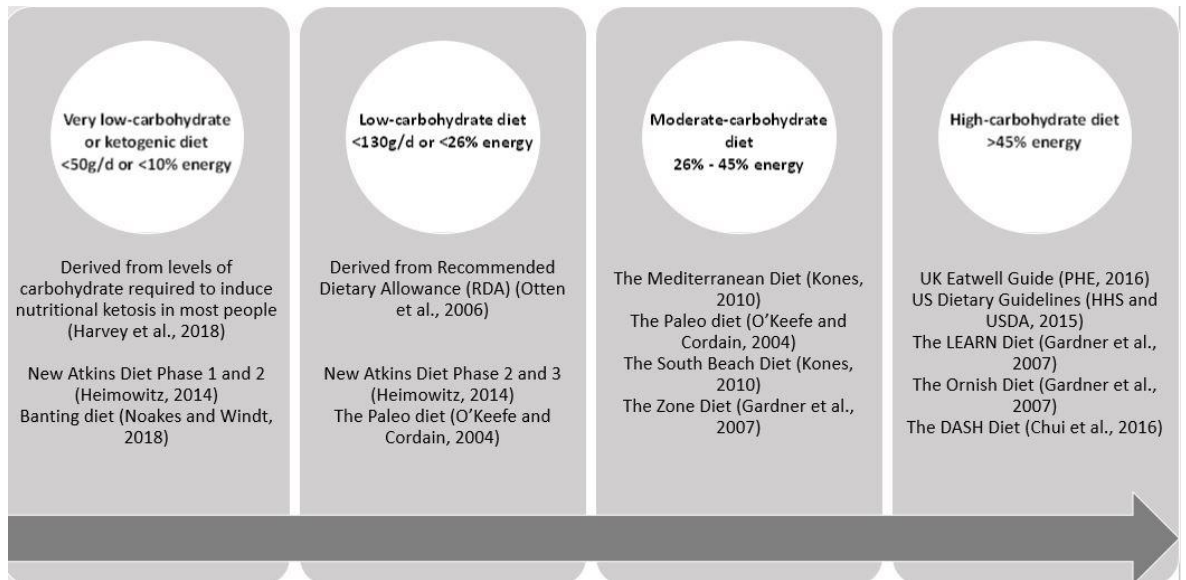 Very low-carbohydrate
or ketogenic diet
<50g/d or <10% energy
Derived from levels of
carbohydrate required to induce
nutritional ketosis in most people
(Harvey et al., 2018)
New Atkins Diet Phase 1 and 2
(Heimowitz, 2014)
Banting diet (Noakes and Windt,
2018)
Low-carbohydrate diet
<130g/d or <26% energy
Derived from Recommended
Dietary Allowance (RDA) (Otten
et al., 2006)
New Atkins Diet Phase 2 and 3
(Heimowitz, 2014)
The Paleo diet (O’Keefe and
Cordain, 2004)
Moderate-carbohydrate
diet
26% - 45% energy
The Mediterranean Diet (Kones,
2010)
The Paleo diet (O’Keefe and
Cordain, 2004)
The South Beach Diet (Kones,
2010)
The Zone Diet (Gardner et al.,
2007)
High-carbohydrate diet
>45% energy
UK Eatwell Guide (PHE, 2016)
US Dietary Guidelines (HHS and
USDA, 2015)
The LEARN Diet (Gardner et al.,
2007)
The Ornish Diet (Gardner et al.,
2007)
The DASH Diet (Chui et al., 2016)